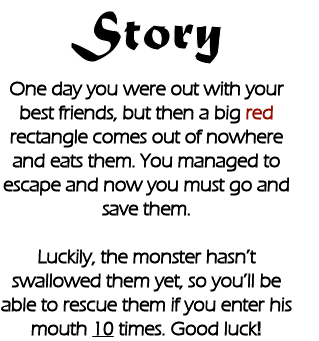 Story
One day you were out with your
best friends, but then a big red
rectangle comes out of nowhere
and eats them. You managed to
escape and now you must go and
save them.
Luckily, the monster hasn't
swallowed them yet, so you'll be
able to rescue them if you enter his
mouth 10 times. Good luck!